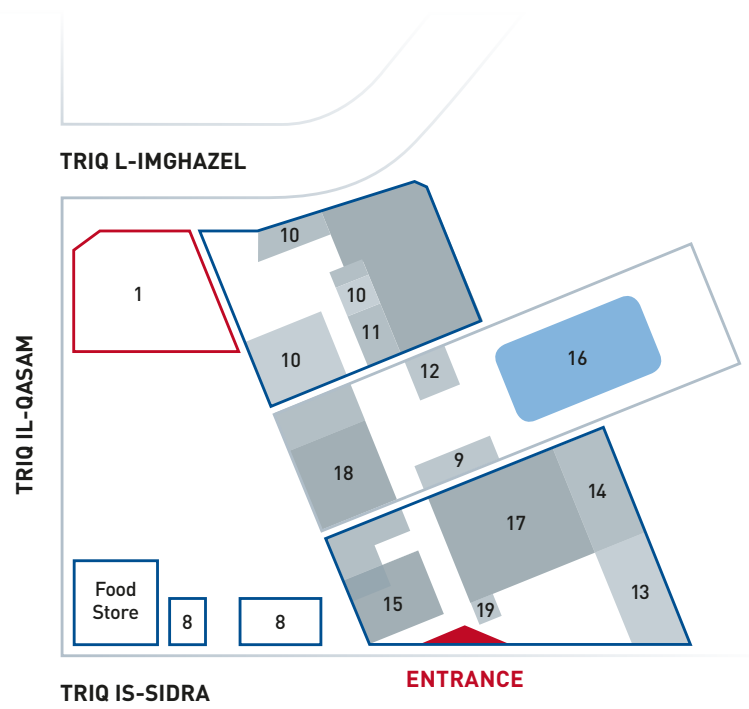 TRIQ L-IMGHAZEL
10
1
10
11
10
12
16
TRIQ IL-QASAM
9
18
14
17
Food
Store
8
8
15
19
13
ENTRANCE
TRIQ IS-SIDRA